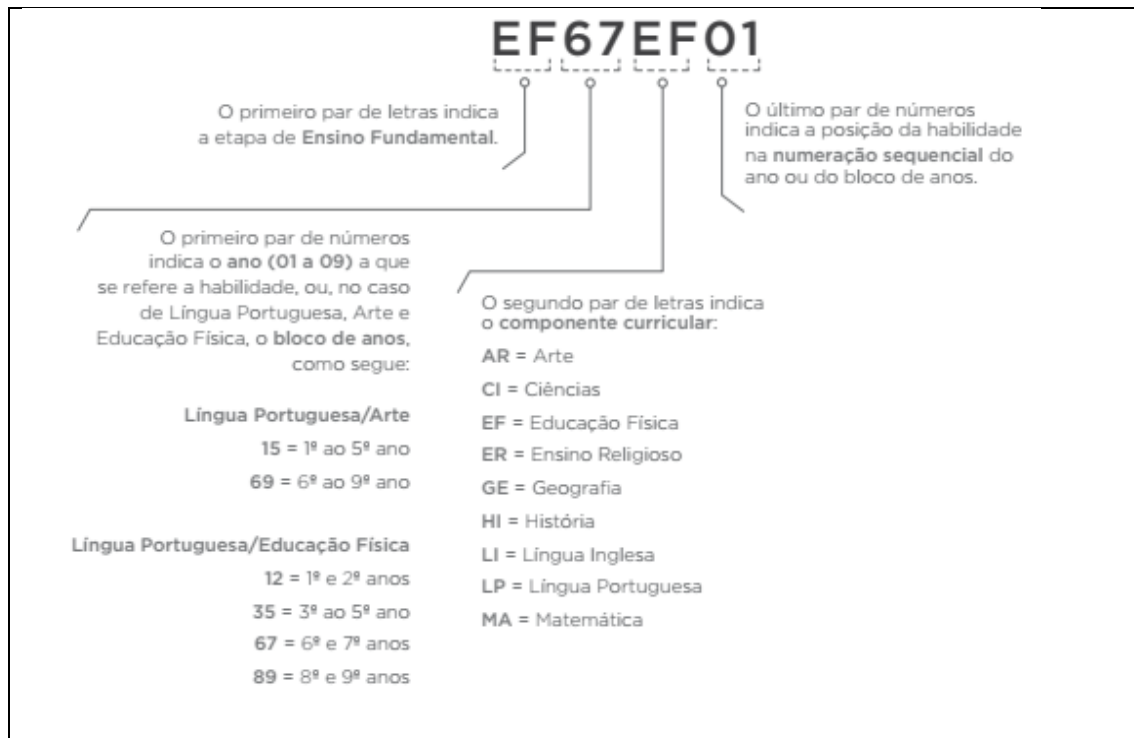 EF67EF01
O primeiro par de letras indica
a etapa de Ensino Fundamental.
O último par de números
indica a posição da habilidade
na numeração sequencial do
ano ou do bloco de anos.
O primeiro par de números
indica o ano (01 a 09) a que
se refere a habilidade, ou, no caso
de Língua Portuguesa, Arte e
Educação Física, o bloco de anos,
como segue:
Língua Portuguesa/Arte
15 = 1º ao 5º ano
69 = 6º ao 9º ano
Língua Portuguesa/Educação Física
12 = 1º e 2º anos
35 = 3º ao 5º ano
67 = 6º e 7º anos
89 = 8º e 9º anos
O segundo par de letras indica
o componente curricular:
AR = Arte
CI = Ciências
EF = Educação Física
ER = Ensino Religioso
GE = Geografia
HI = História
LI = Língua Inglesa
LP = Língua Portuguesa
MA = Matemática